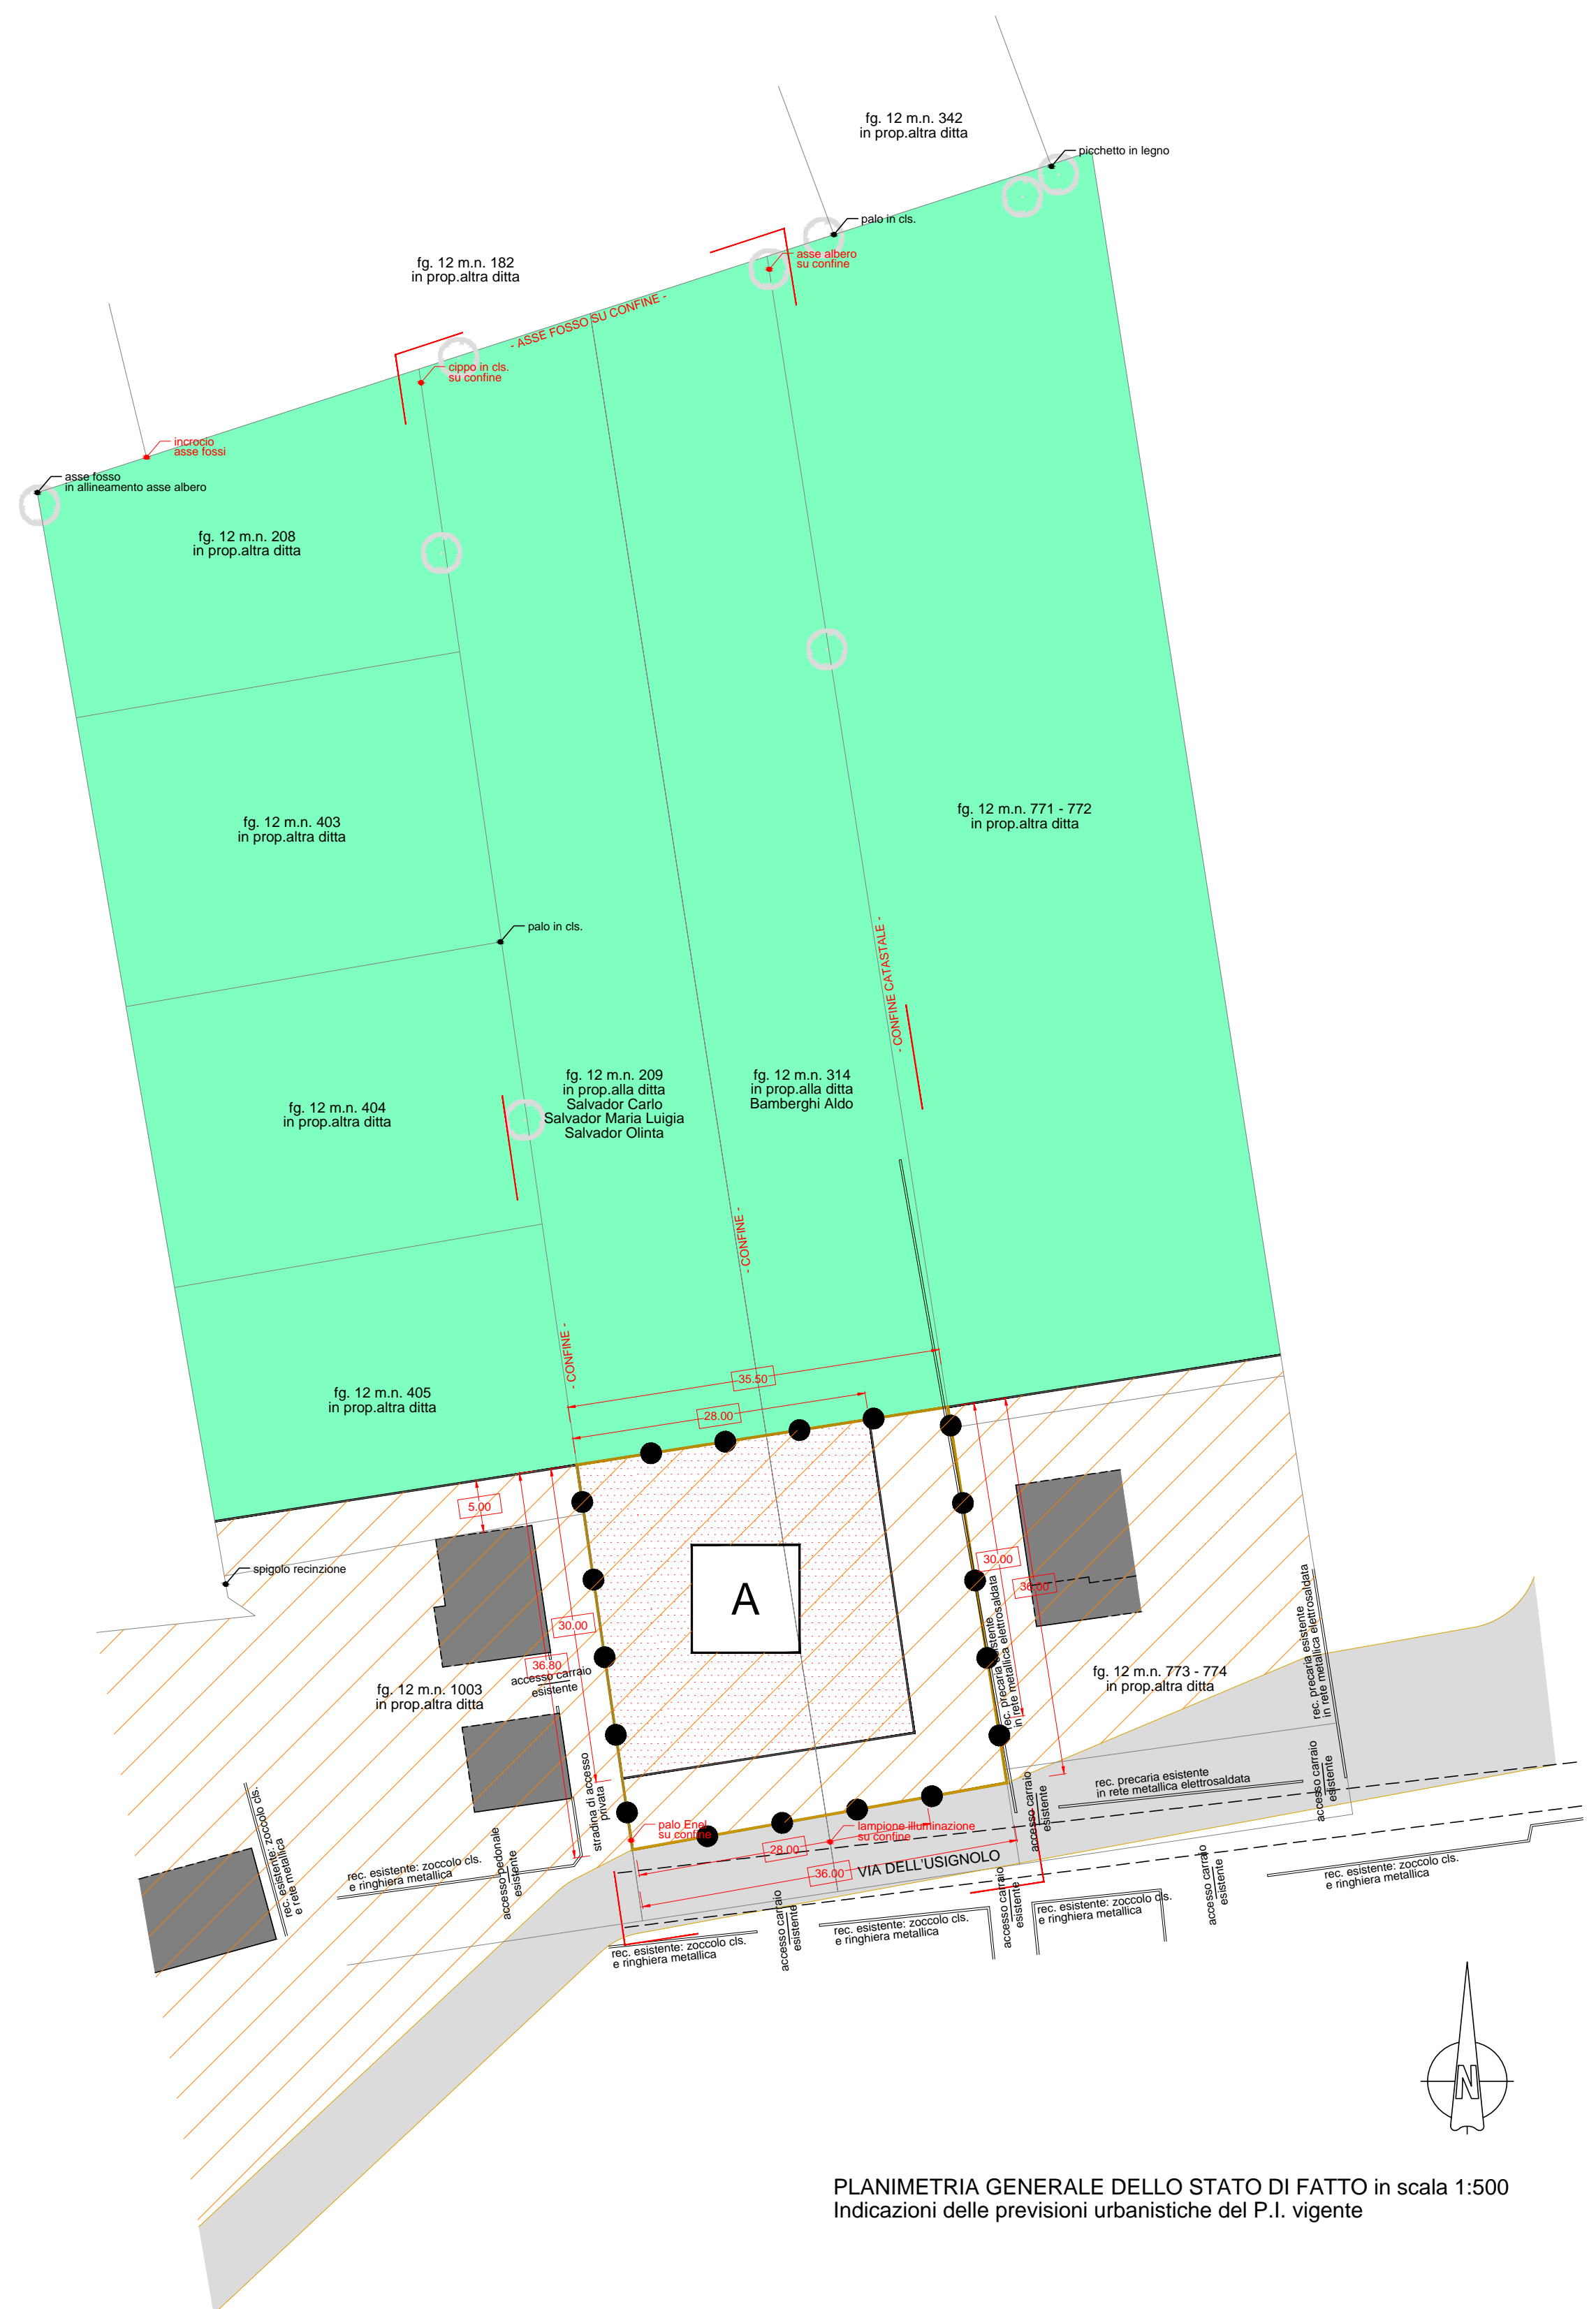 fg. 12 m.n. 342
in prop.altra ditta
picchetto in legno
palo in cls.
asse albero
su confine
fg. 12 m.n. 182
in prop.altra ditta
- ASSE FOSSO SU CONFINE -
cippo in cls.
su confine
incrocio
asse fossi
asse fosso
in allineamento asse albero
fg. 12 m.n. 208
in prop.altra ditta
fg. 12 m.n. 403
in prop.altra ditta
fg. 12 m.n. 771 - 772
in prop.altra ditta
palo in cls.
- CONFINE CATASTALE -
fg. 12 m.n. 404
in prop.altra ditta
fg. 12 m.n. 209
in prop.alla ditta
Salvador Carlo
Salvador Maria Luigia
Salvador Olinta
fg. 12 m.n. 314
in prop.alla ditta
Bamberghi Aldo
- CONFINE -
- CONFINE -
fg. 12 m.n. 405
in prop.altra ditta
35.50
28.00
5.00
spigolo recinzione
30.00
36.80
A
30.00
36.00
rec. precaria esistente
in rete metallica elettrosaldata
rec. precaria esistente
in rete metallica elettrosaldata
accesso carraio
esistente
fg. 12 m.n. 1003
in prop.altra ditta
fg. 12 m.n. 773 - 774
in prop.altra ditta
stradina di accesso
privata
rec. esistente: zoccolo cls.
e rete metallica
rec. esistente: zoccolo cls.
e ringhiera metallica
accesso pedonale
esistente
palo Enel
su confine
lampione illuminazione
su confine
28.00
36.00
VIA DELL'USIGNOLO
accesso carraio
esistente
rec. precaria esistente
in rete metallica elettrosaldata
accesso carraio
esistente
rec. esistente: zoccolo cls.
e ringhiera metallica
accesso carraio
esistente
rec. esistente: zoccolo cls.
e ringhiera metallica
accesso carraio
esistente
rec. esistente: zoccolo cls.
e ringhiera metallica
accesso carraio
esistente
rec. esistente: zoccolo cls.
e ringhiera metallica
N
PLANIMETRIA GENERALE DELLO STATO DI FATTO in scala 1:500
Indicazioni delle previsioni urbanistiche del P.I. vigente